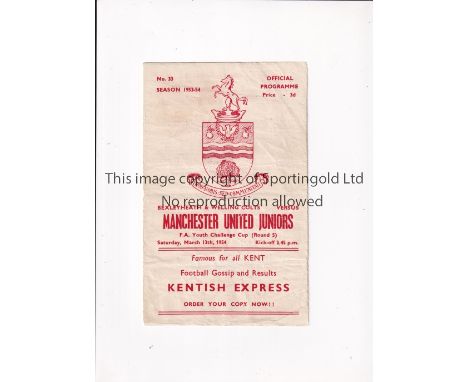 No. 33
SEASON 1953-54
OFFICIAL
PROGRAMME
Price - 3d
This image copyright of Sportingold Ltd
No reproduction allowed
BEXLEYHEATH & WELLING COLTS VERSUS
MANCHESTER UNITED JUNIORS
F.A. Youth Challenge Cup (Round 5)
Saturday, March 13th, 1954 Kick-off 3.45 p.m.
Famous for all KENT
Football Gossip and Results
KENTISH EXPRESS
ORDER YOUR COPY NOW!!